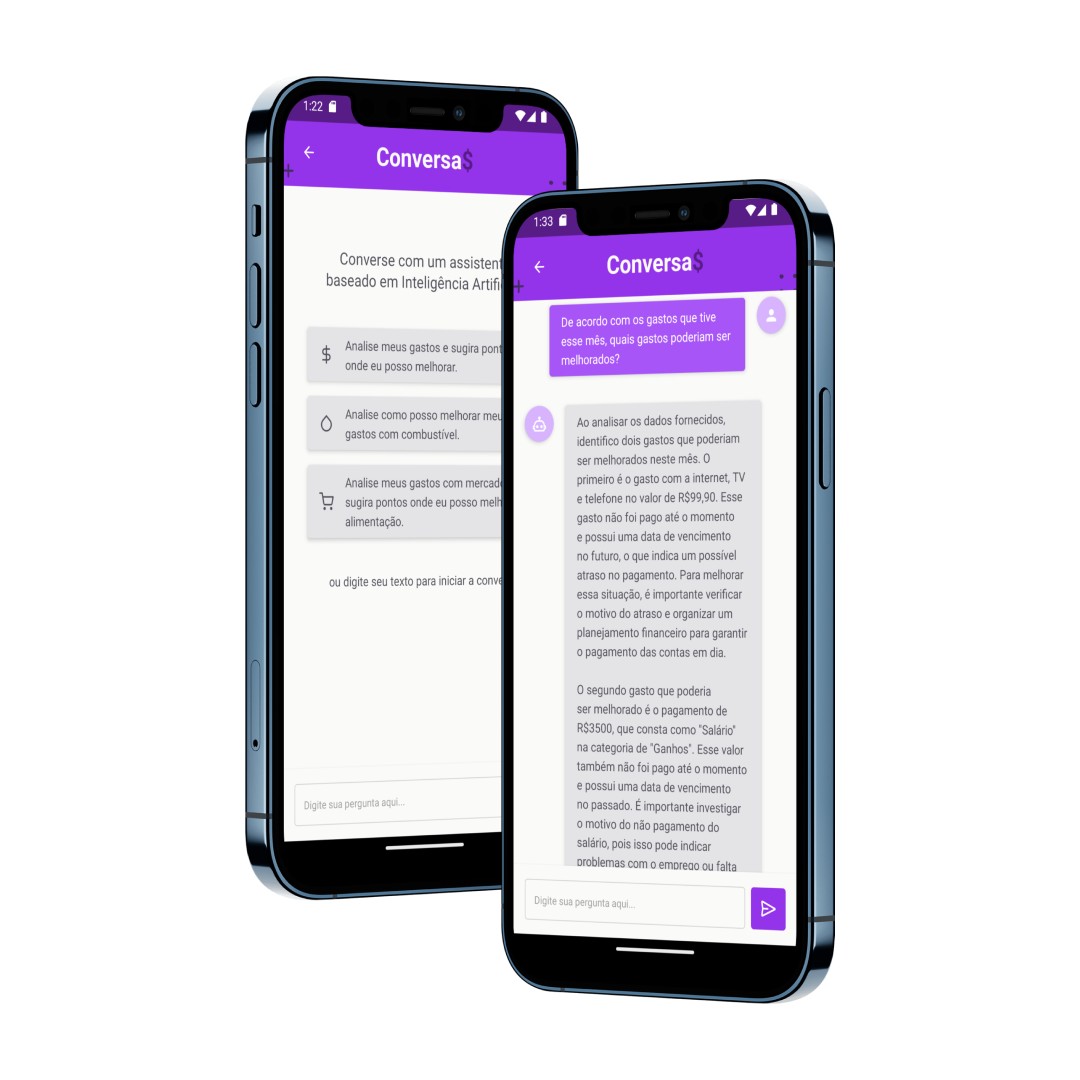 1:22
Conversa$
Converse com um assistent
baseado em Inteligência Artifi
Analise meus gastos e sugira pont
onde eu posso melhorar.
Analise como posso melhorar meu
gastos com combustível.
Analise meus gastos com mercado
sugira pontos onde eu posso melh
alimentação.
ou digite seu texto para iniciar a conve
Digite sua pergunta aqui...
1:33
Conversa$
De acordo com os gastos que tive
esse mês, quais gastos poderiam ser
melhorados?
Ao analisar os dados fornecidos,
identifico dois gastos que poderiam
ser melhorados neste mês. O
primeiro é o gasto com a internet, TV
e telefone no valor de R$99,90. Esse
gasto não foi pago até o momento
e possui uma data de vencimento
no futuro, o que indica um possível
atraso no pagamento. Para melhorar
essa situação, é importante verificar
o motivo do atraso e organizar um
planejamento financeiro para garantir
o pagamento das contas em dia.
O segundo gasto que poderia
ser melhorado é o pagamento de
R$3500, que consta como "Salário"
na categoria de "Ganhos". Esse valor
também não foi pago até o momento
e possui uma data de vencimento
no passado. É importante investigar
o motivo do não pagamento do
salário, pois isso pode indicar
problemas com o emprego ou falta
Digite sua pergunta aqui...